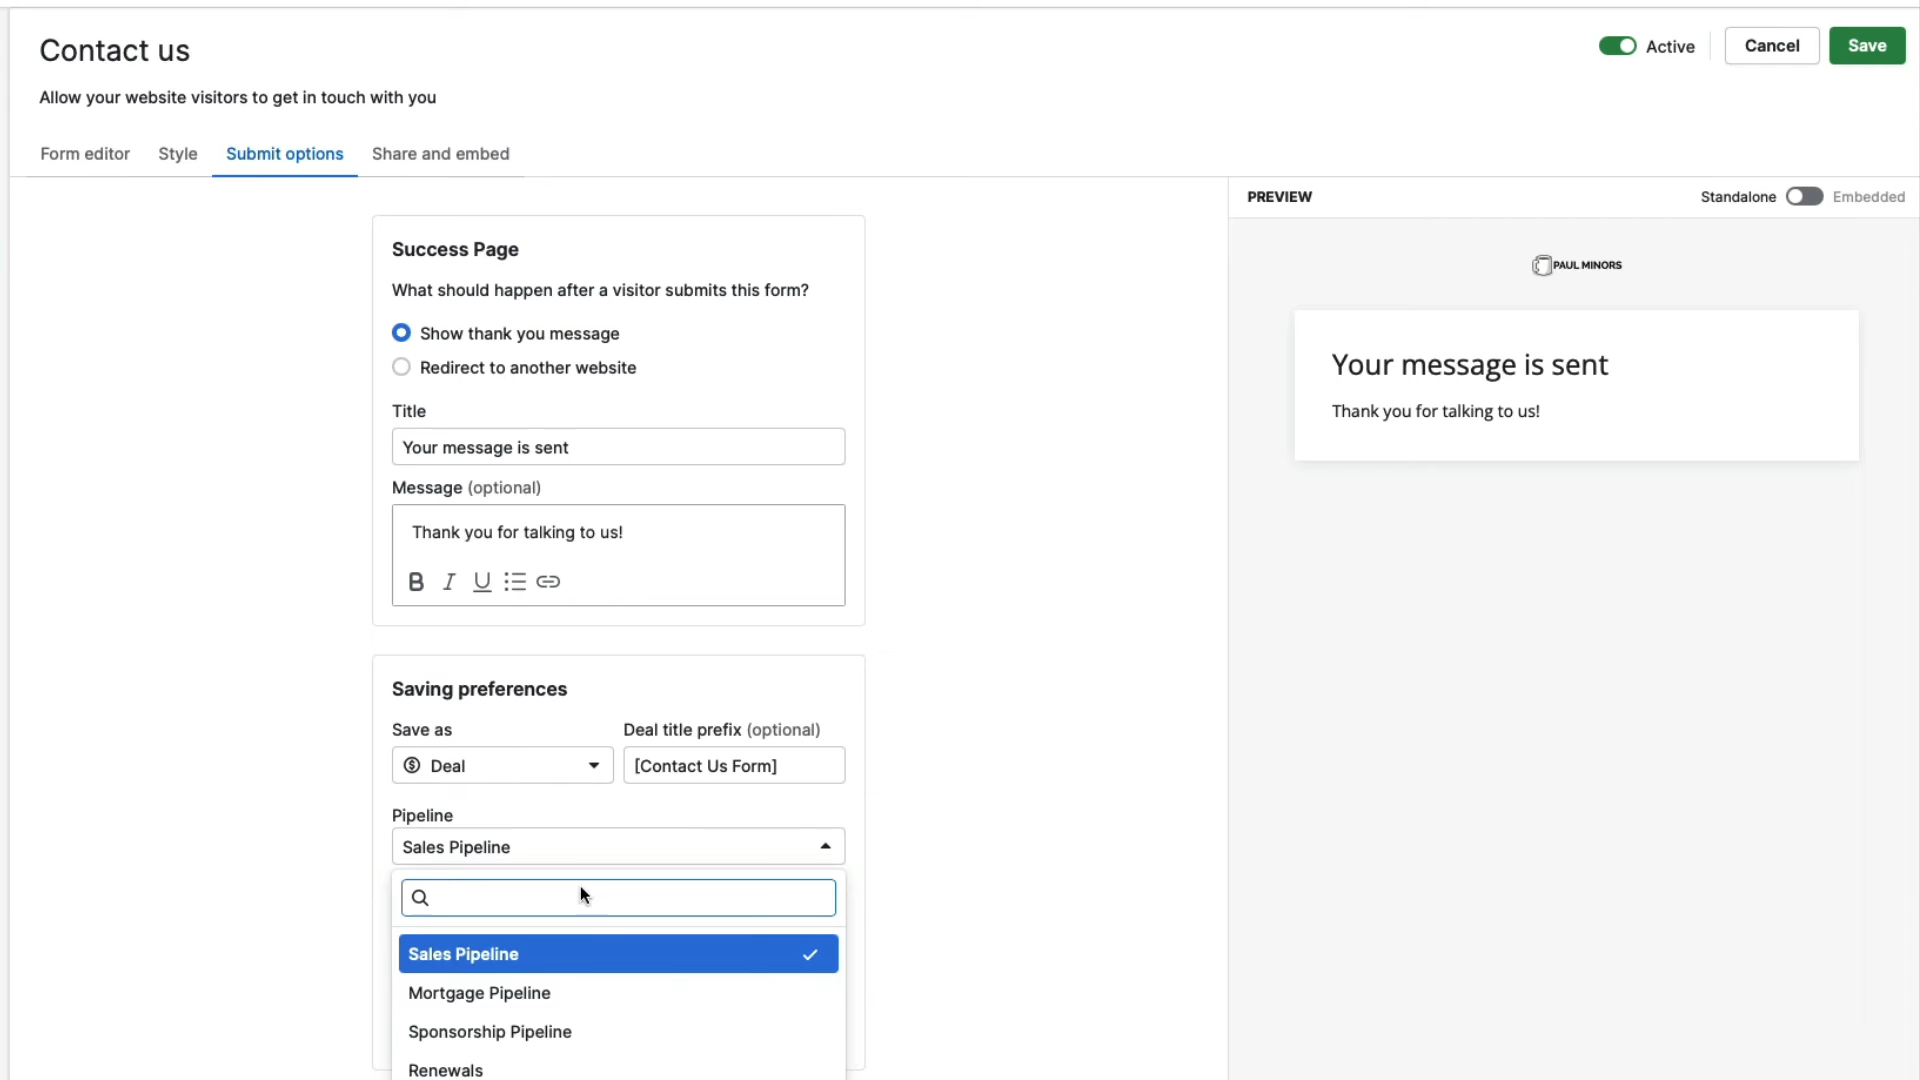 Contact us
Active
Cancel
Save
Allow your website visitors to get in touch with you
Form editor
Style
Submit options
Share and embed
PREVIEW
Standalone
Embedded
Success Page
What should happen after a visitor submits this form?
Show thank you message
Redirect to another website
Title
Your message is sent
Message (optional)
Thank you for talking to us!
B I U
Saving preferences
Save as
Deal title prefix (optional)
Deal
[Contact Us Form]
Pipeline
Sales Pipeline
Sales Pipeline
Mortgage Pipeline
Sponsorship Pipeline
Renewals
PAUL MINORS
Your message is sent
Thank you for talking to us!